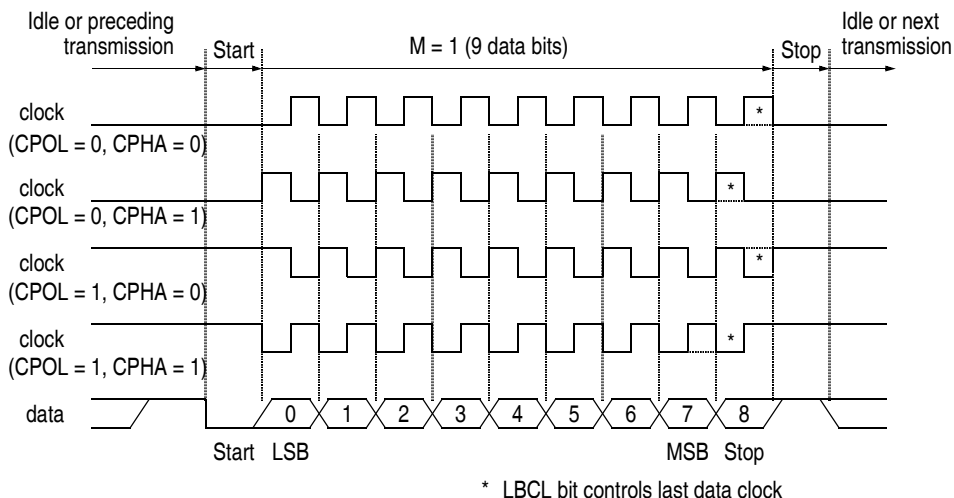 Idle or preceding
transmission
Start
M = 1 (9 data bits)
Stop
Idle or next
transmission
clock
(CPOL = 0, CPHA = 0)
*
clock
(CPOL = 0, CPHA = 1)
*
clock
(CPOL = 1, CPHA = 0)
*
clock
(CPOL = 1, CPHA = 1)
*
data
0 1 2 3 4 5 6 7 8
Start LSB MSB Stop
* LBCL bit controls last data clock